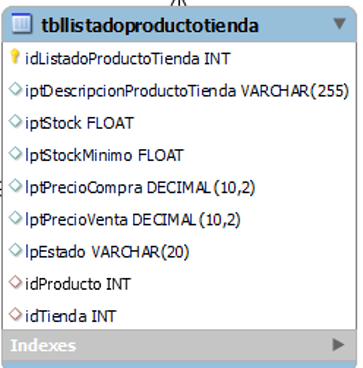 tbllistadoproductotienda
idListadoProductoTienda INT
iptDescripcionProductoTienda VARCHAR(255)
iptStock FLOAT
lptStockMinimo FLOAT
lptPrecioCompra DECIMAL(10,2)
lptPrecioVenta DECIMAL(10,2)
lpEstado VARCHAR(20)
idProducto INT
idTienda INT
Indexes